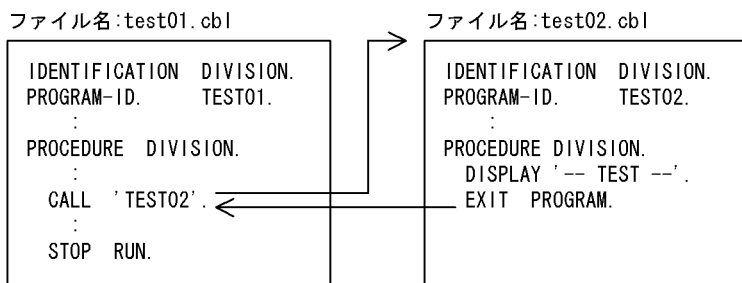 ファイル名:test01.cbl
IDENTIFICATION DIVISION.
PROGRAM-ID. TEST01.
:
PROCEDURE DIVISION.
:
CALL 'TEST02'.
:
STOP RUN.
ファイル名:test02.cbl
IDENTIFICATION DIVISION.
PROGRAM-ID. TEST02.
:
PROCEDURE DIVISION.
DISPLAY '-- TEST --'.
EXIT PROGRAM.